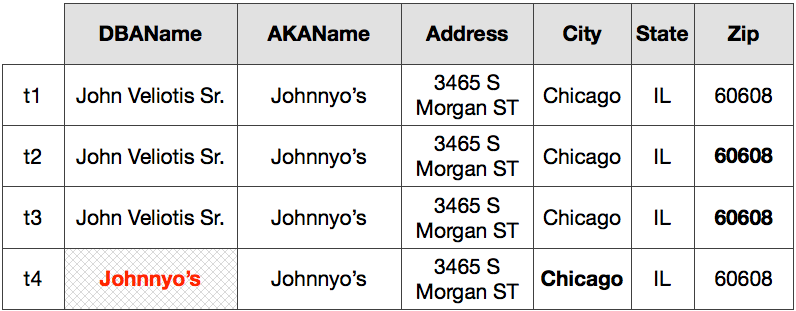 DBAName AKAName Address City State Zip
t1 John Veliotis Sr. Johnnyo’s 3465 S Morgan ST Chicago IL 60608
t2 John Veliotis Sr. Johnnyo’s 3465 S Morgan ST Chicago IL 60608
t3 John Veliotis Sr. Johnnyo’s 3465 S Morgan ST Chicago IL 60608
t4 Johnnyo’s Johnnyo’s 3465 S Morgan ST Chicago IL 60608